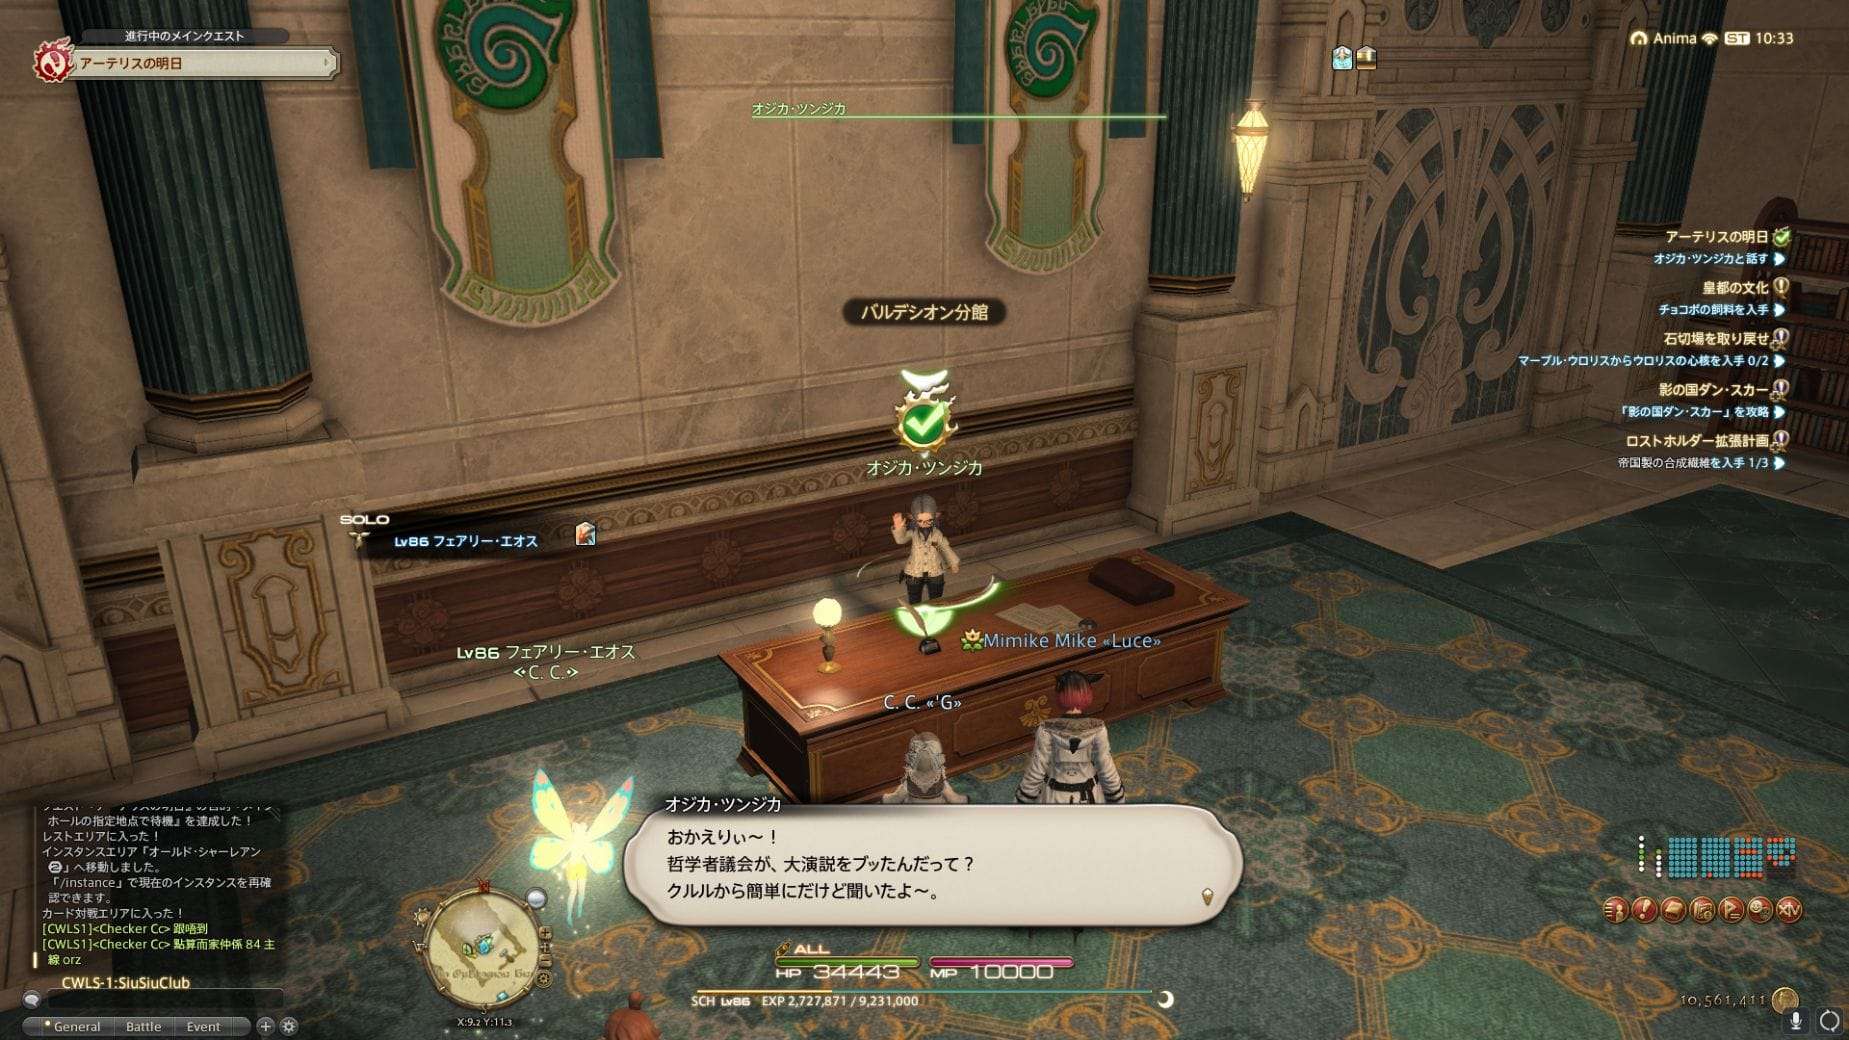 進行中のメインクエスト
アーテリスの明日
Anima ST 10:33
オジカ・ツンジカ
アーテリスの明日
オジカ・ツンジカと話す
皇都の文化
チョコボの飼料を入手
石切場を取り戻せ
マーブル・ウロリスからウロリスの心核を入手 0/2
影の国ダン・スカー
「影の国ダン・スカー」を攻略
ロストホルダー拡張計画
帝国製の合成繊維を入手 1/3
バルデシオン分館
オジカ・ツンジカ
SOLO
Lv86 フェアリー・エオス
Lv86 フェアリー・エオス
<C. C.>
Mimike Mike «Luce»
C. C. «'G»
オジカ・ツンジカ
おかえりぃ～！
哲学者議会が、大演説をブッたんだって？
クルルから簡単にだけど聞いたよ～。
ホールの指定地点で待機』を達成した！
レストエリアに入った！
インスタンスエリア「オールド・シャーレアン
2」へ移動しました。
「/instance」で現在のインスタンスを再確
認できます。
カード対戦エリアに入った！
[CWLS1]<Checker Cc> 跟唔到
[CWLS1]<Checker Cc> 點算而家仲係 84 主
線 orz
CWLS-1:SiuSiuClub
General Battle Event
X:9.2 Y:11.3
ALL
HP 34443 MP 10000
SCH Lv86 EXP 2,727,871 / 9,231,000
10,561,411
XIV